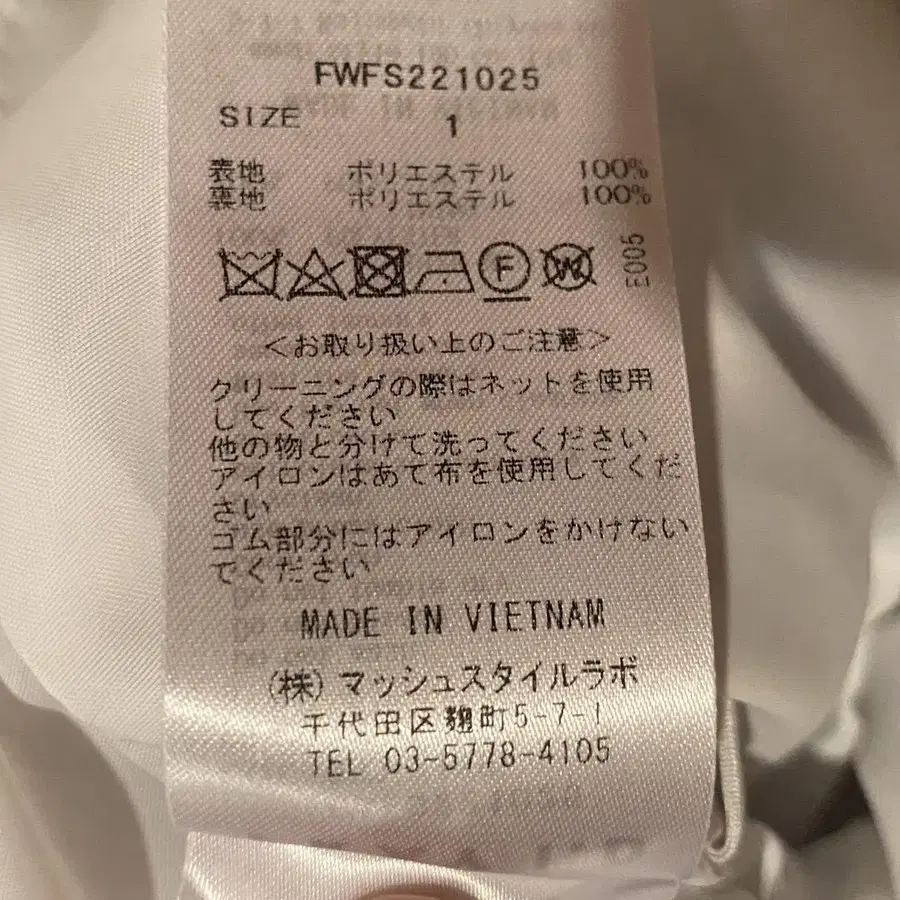 FWFS221025
SIZE 1
表地 ポリエステル 100%
裏地 ポリエステル 100%
F W E005
<お取り扱い上のご注意>
クリーニングの際はネットを使用
してください
他の物と分けて洗ってください
アイロンはあて布を使用してくだ
さい
ゴム部分にはアイロンをかけない
でください
MADE IN VIETNAM
(株)マッシュスタイルラボ
千代田区麹町5-7-1
TEL 03-5778-4105